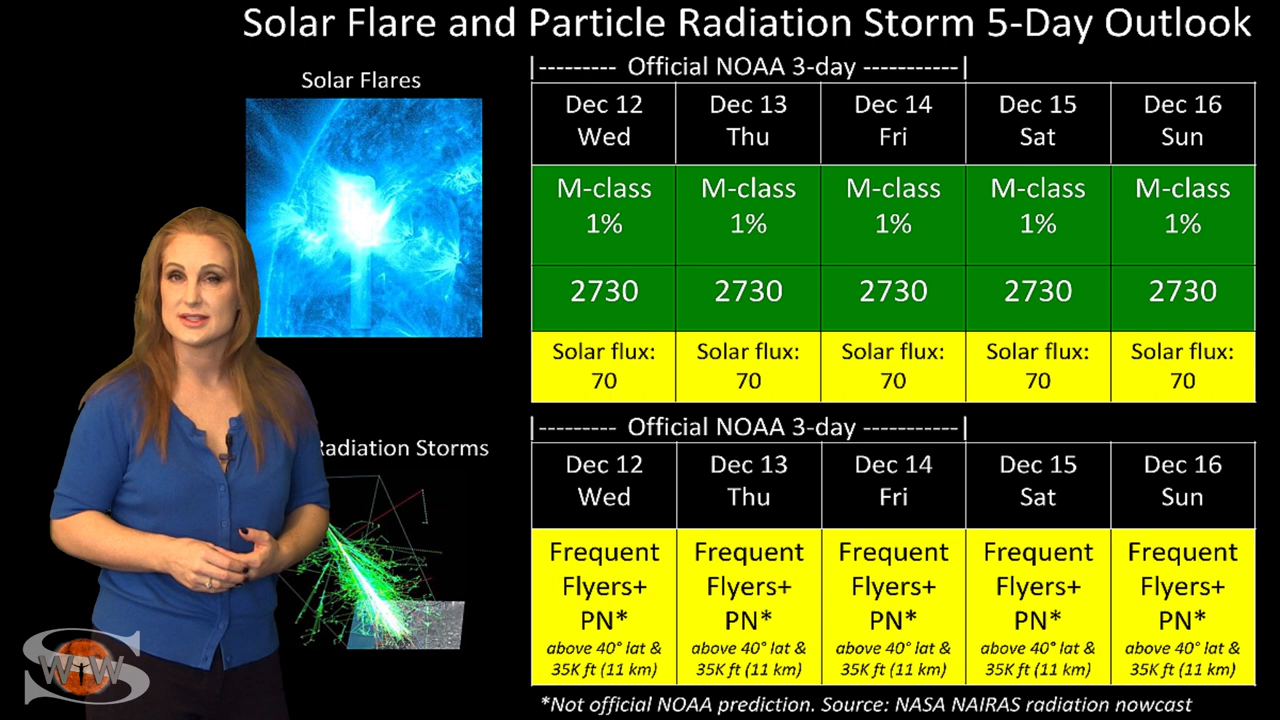 Solar Flare and Particle Radiation Storm 5-Day Outlook
Solar Flares
|--------- Official NOAA 3-day -----------|
Dec 12 Dec 13 Dec 14 Dec 15 Dec 16
Wed Thu Fri Sat Sun
M-class M-class M-class M-class M-class
1% 1% 1% 1% 1%
2730 2730 2730 2730 2730
Solar flux: Solar flux: Solar flux: Solar flux: Solar flux:
70 70 70 70 70
Radiation Storms
|--------- Official NOAA 3-day -----------|
Dec 12 Dec 13 Dec 14 Dec 15 Dec 16
Wed Thu Fri Sat Sun
Frequent Frequent Frequent Frequent Frequent
Flyers+ Flyers+ Flyers+ Flyers+ Flyers+
PN* PN* PN* PN* PN*
above 40° lat & above 40° lat & above 40° lat & above 40° lat & above 40° lat &
35K ft (11 km) 35K ft (11 km) 35K ft (11 km) 35K ft (11 km) 35K ft (11 km)
*Not official NOAA prediction. Source: NASA NAIRAS radiation nowcast
S
WTW